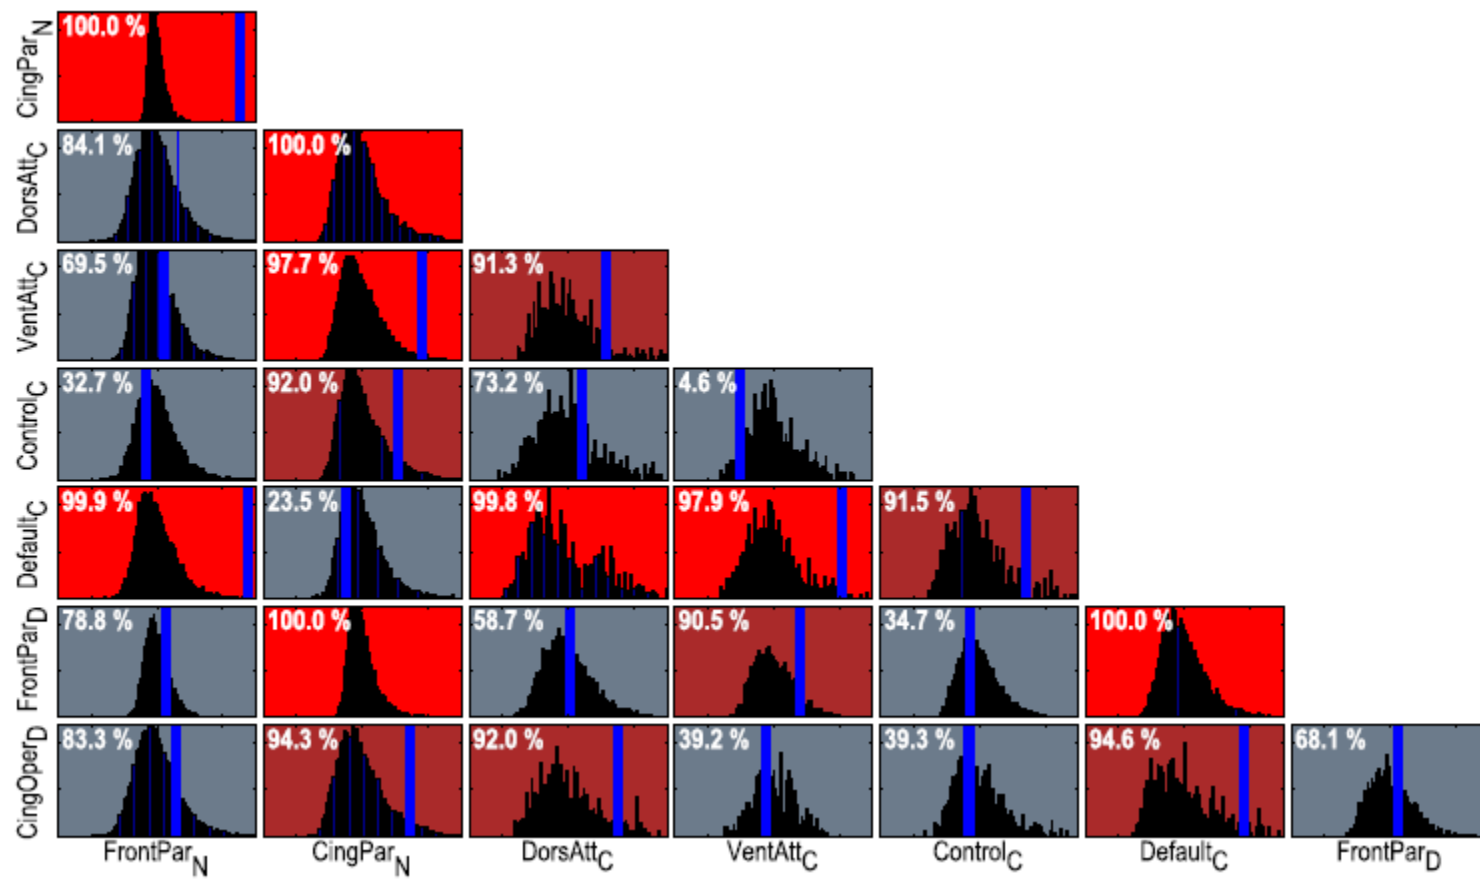 CingPar_N 100.0 %
DorsAtt_C 84.1 % 100.0 %
VentAtt_C 69.5 % 97.7 % 91.3 %
Control_C 32.7 % 92.0 % 73.2 % 4.6 %
Default_C 99.9 % 23.5 % 99.8 % 97.9 % 91.5 %
FrontPar_D 78.8 % 100.0 % 58.7 % 90.5 % 34.7 % 100.0 %
CingOper_D 83.3 % 94.3 % 92.0 % 39.2 % 39.3 % 94.6 % 68.1 %
FrontPar_N CingPar_N DorsAtt_C VentAtt_C Control_C Default_C FrontPar_D